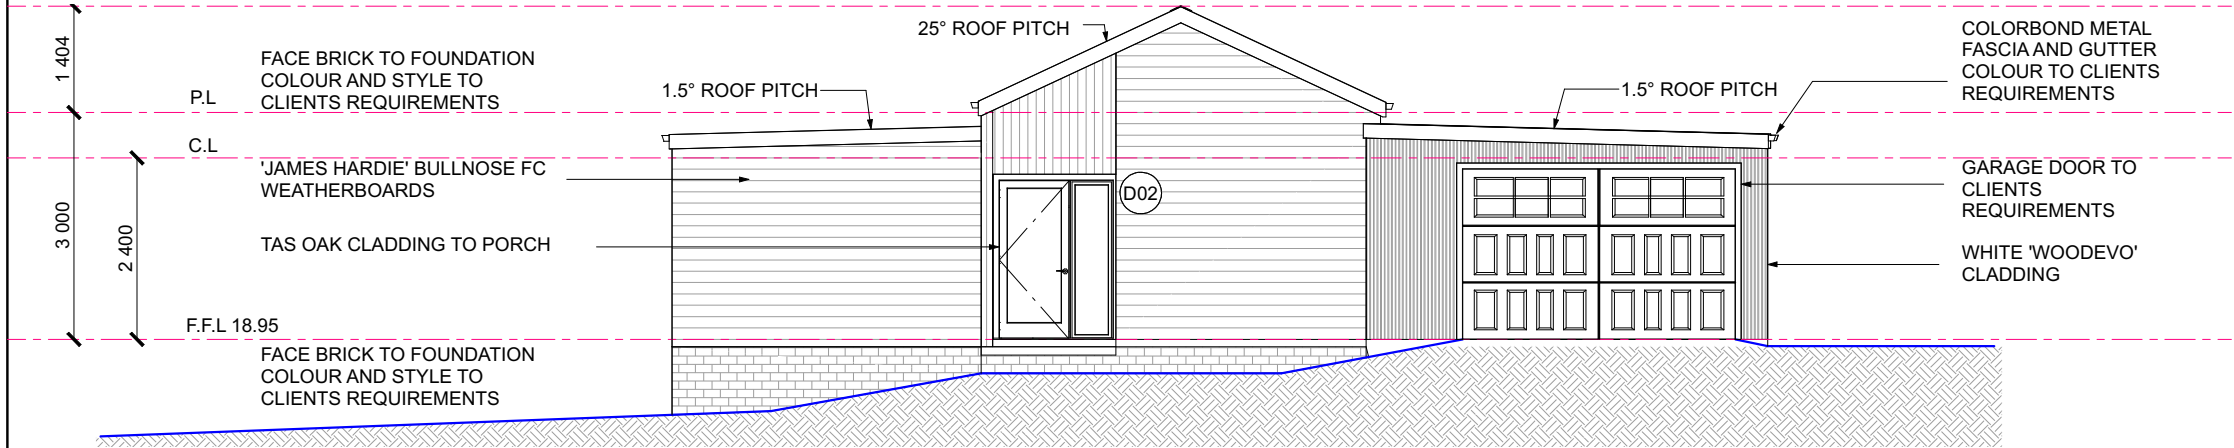 1 404
3 000
2 400
P.L
C.L
F.F.L 18.95
FACE BRICK TO FOUNDATION
COLOUR AND STYLE TO
CLIENTS REQUIREMENTS
'JAMES HARDIE' BULLNOSE FC
WEATHERBOARDS
TAS OAK CLADDING TO PORCH
FACE BRICK TO FOUNDATION
COLOUR AND STYLE TO
CLIENTS REQUIREMENTS
1.5° ROOF PITCH
25° ROOF PITCH
D02
1.5° ROOF PITCH
COLORBOND METAL
FASCIA AND GUTTER
COLOUR TO CLIENTS
REQUIREMENTS
GARAGE DOOR TO
CLIENTS
REQUIREMENTS
WHITE 'WOODEVO'
CLADDING